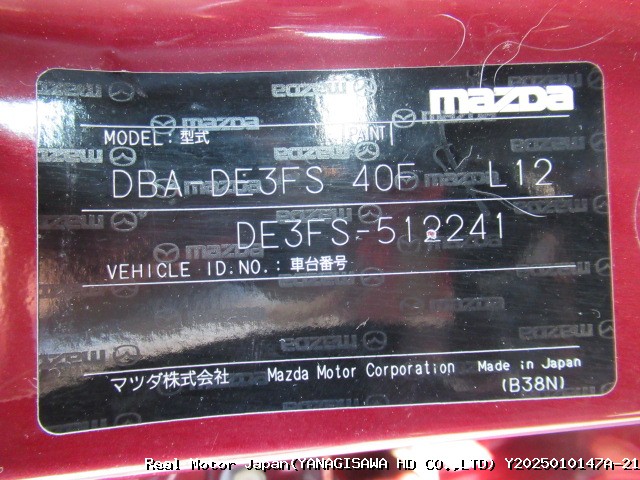 mazda
MODEL: 型式 PAINT
DBA DE3FS 40F L12
DE3FS-512241
VEHICLE ID.NO.: 車台番号
マツダ株式会社 Mazda Motor Corporation Made in Japan
(B38N)
Real Motor Japan(YANAGISAWA HD CO.,LTD) Y2025010147A-21